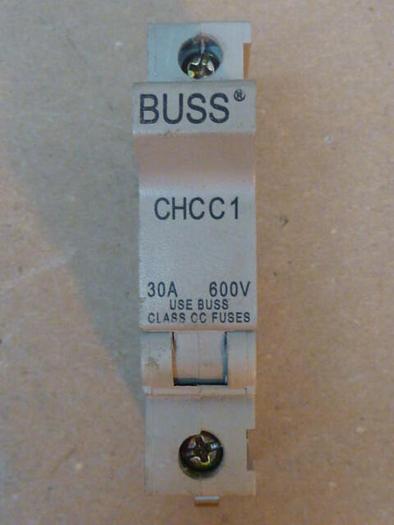 BUSS®
CHCC1
30A 600V
USE BUSS
CLASS CC FUSES